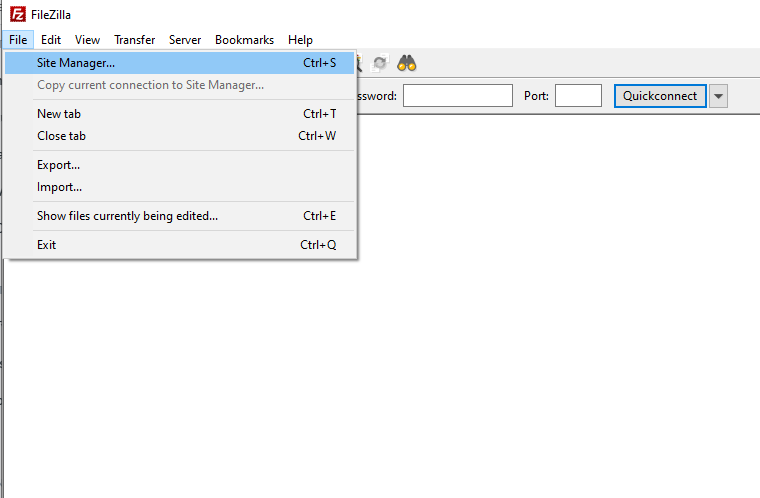 FileZilla
File Edit View Transfer Server Bookmarks Help
Site Manager... Ctrl+S
Copy current connection to Site Manager...
ssword: Port: Quickconnect
New tab Ctrl+T
Close tab Ctrl+W
Export...
Import...
Show files currently being edited... Ctrl+E
Exit Ctrl+Q